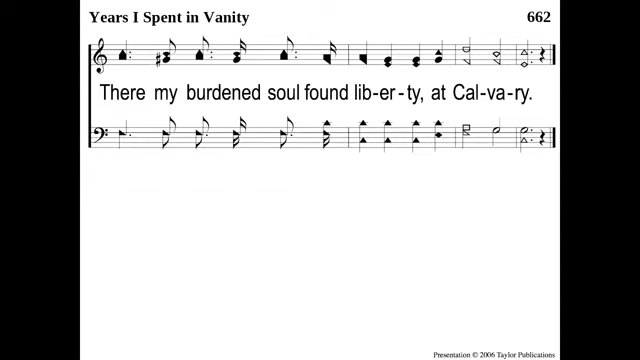 Years I Spent in Vanity 662
There my burdened soul found lib-er-ty, at Cal-va-ry.
Presentation © 2006 Taylor Publications